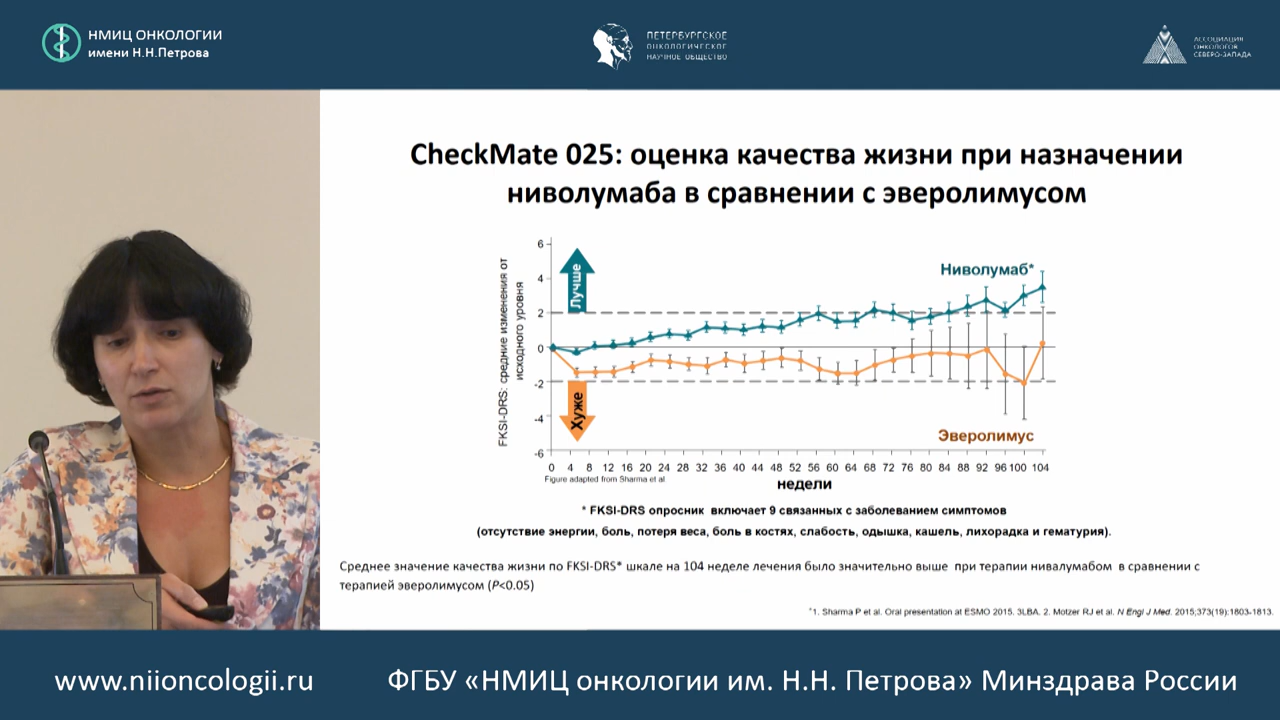 НМИЦ ОНКОЛОГИИ
имени Н.Н.Петрова
ПЕТЕРБУРГСКОЕ
ОНКОЛОГИЧЕСКОЕ
НАУЧНОЕ ОБЩЕСТВО
АССОЦИАЦИЯ
ОНКОЛОГОВ
СЕВЕРО-ЗАПАДА
CheckMate 025: оценка качества жизни при назначении
ниволумаба в сравнении с эверолимусом
FKSI-DRS: средние изменения от
исходного уровня
6
4
2
0
-2
-4
-6
Лучше
Хуже
Ниволумаб*
Эверолимус
0 4 8 12 16 20 24 28 32 36 40 44 48 52 56 60 64 68 72 76 80 84 88 92 96 100 104
Figure adapted from Sharma et al
недели
* FKSI-DRS опросник включает 9 связанных с заболеванием симптомов
(отсутствие энергии, боль, потеря веса, боль в костях, слабость, одышка, кашель, лихорадка и гематурия).
Среднее значение качества жизни по FKSI-DRS* шкале на 104 неделе лечения было значительно выше при терапии нивалумабом в сравнении с
терапией эверолимусом (P<0.05)
*1. Sharma P et al. Oral presentation at ESMO 2015. 3LBA. 2. Motzer RJ et al. N Engl J Med. 2015;373(19):1803-1813.
www.niioncologii.ru
ФГБУ «НМИЦ онкологии им. Н.Н. Петрова» Минздрава России